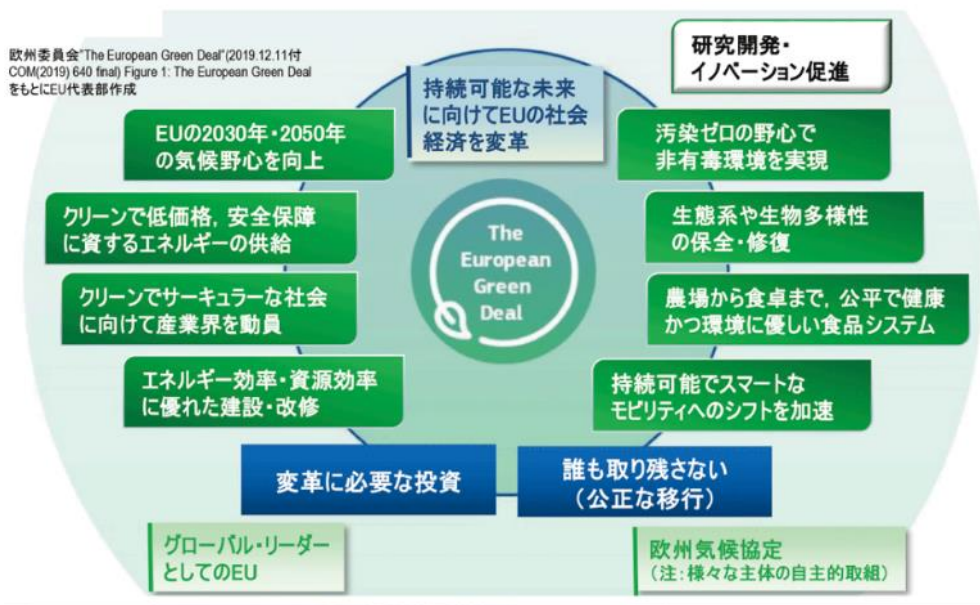 欧州委員会"The European Green Deal"(2019.12.11付
COM(2019) 640 final) Figure 1: The European Green Deal
をもとにEU代表部作成
研究開発・
イノベーション促進
持続可能な未来
に向けてEUの社会
経済を変革
EUの2030年・2050年
の気候野心を向上
汚染ゼロの野心で
非有毒環境を実現
クリーンで低価格，安全保障
に資するエネルギーの供給
生態系や生物多様性
の保全・修復
The
European
Green
Deal
クリーンでサーキュラーな社会
に向けて産業界を動員
農場から食卓まで，公平で健康
かつ環境に優しい食品システム
エネルギー効率・資源効率
に優れた建設・改修
持続可能でスマートな
モビリティへのシフトを加速
変革に必要な投資
誰も取り残さない
（公正な移行）
グローバル・リーダー
としてのEU
欧州気候協定
（注：様々な主体の自主的取組）